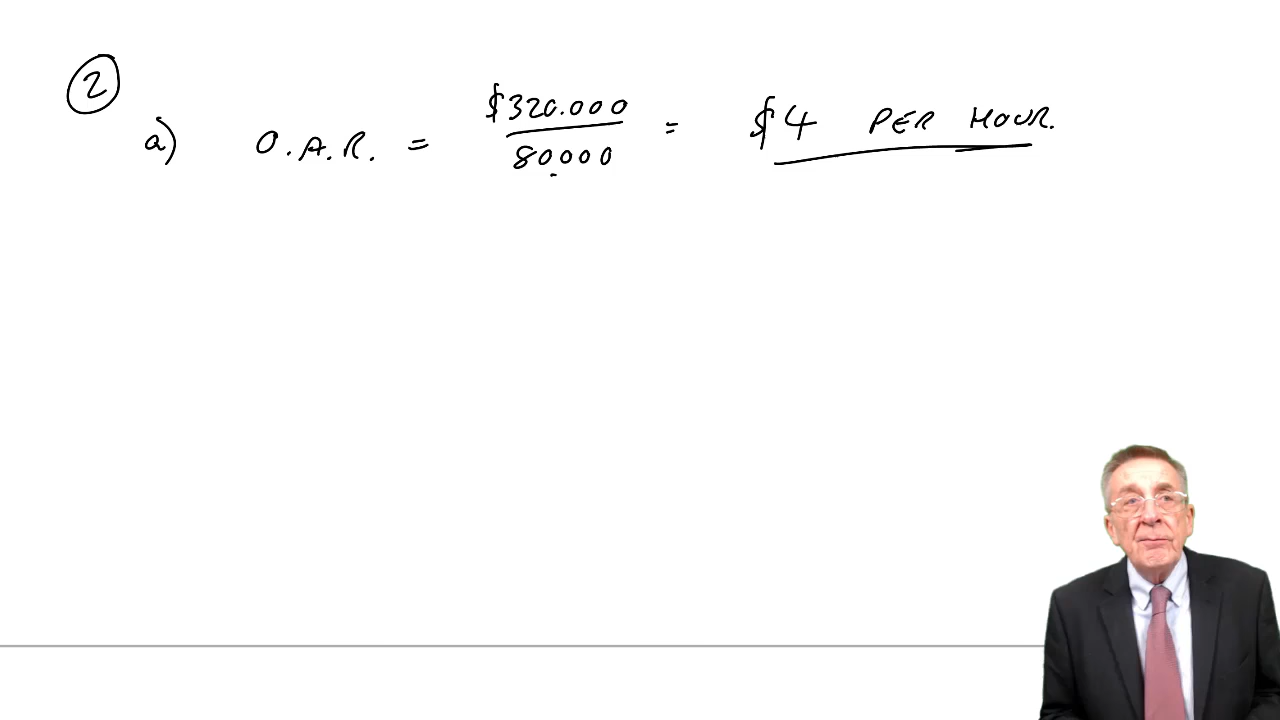 2
a) O.A.R. = $320.000 / 80000 = $4 PER HOUR.